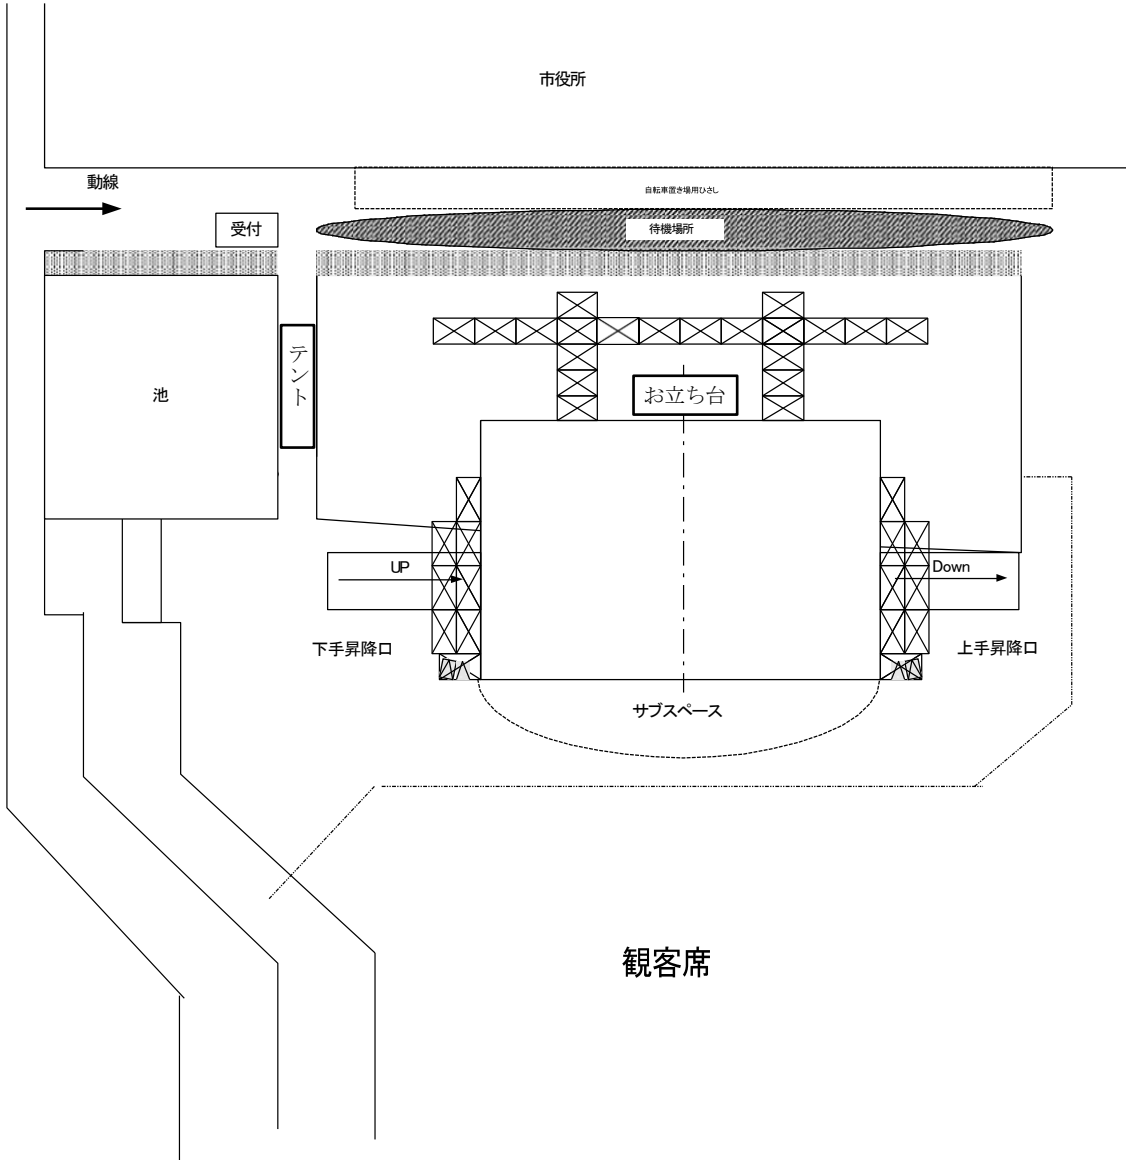 市役所
動線
自転車置き場用ひさし
受付
待機場所
テント
池
お立ち台
UP
Down
下手昇降口
上手昇降口
サブスペース
観客席